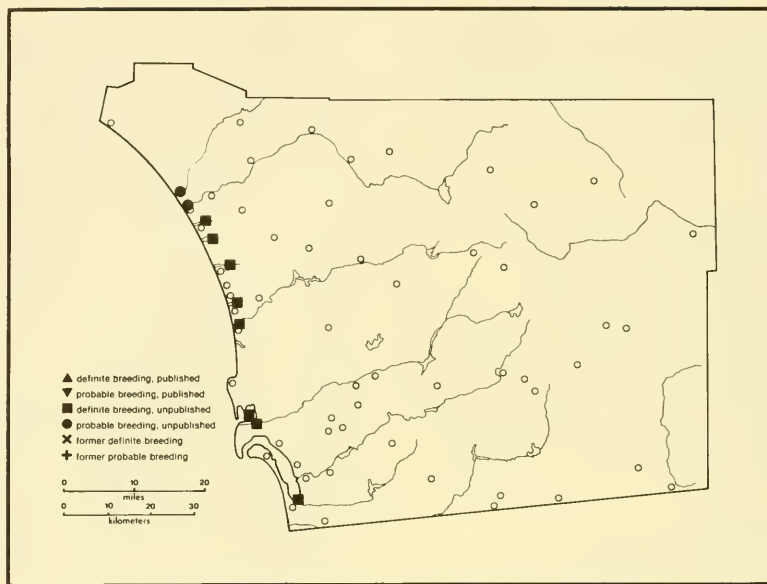 definite breeding, published
probable breeding, published
definite breeding, unpublished
probable breeding, unpublished
former definite breeding
former probable breeding
0 10 20
miles
0 10 20 30
kilometers